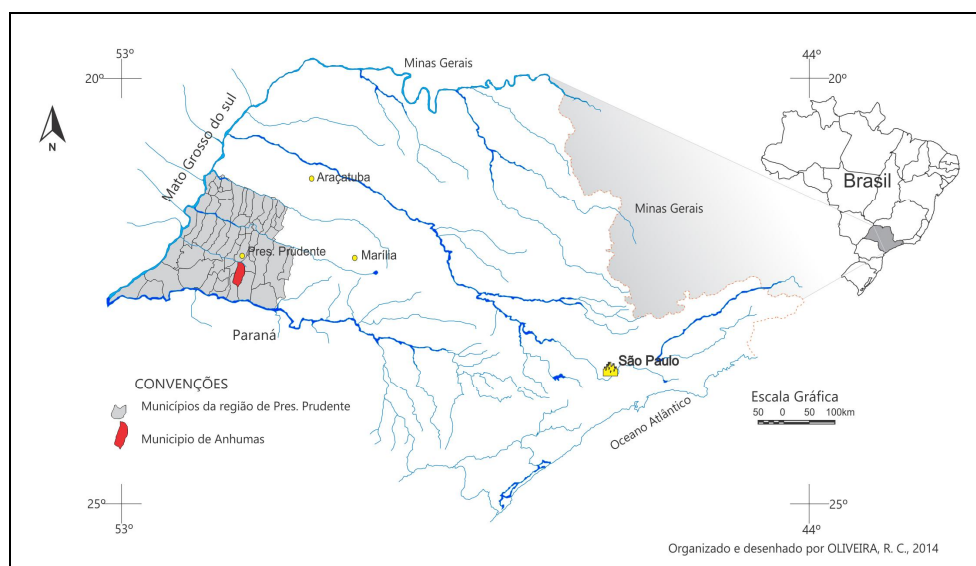 53º
44º
20º
Minas Gerais
20º
N
Mato Grosso do sul
Araçatuba
Brasil
Minas Gerais
Pres. Prudente
Marília
Paraná
São Paulo
CONVENÇÕES
Municípios da região de Pres. Prudente
Municipio de Anhumas
Oceano Atlântico
Escala Gráfica
50 0 50 100km
25º
53º
25º
44º
Organizado e desenhado por OLIVEIRA, R. C., 2014